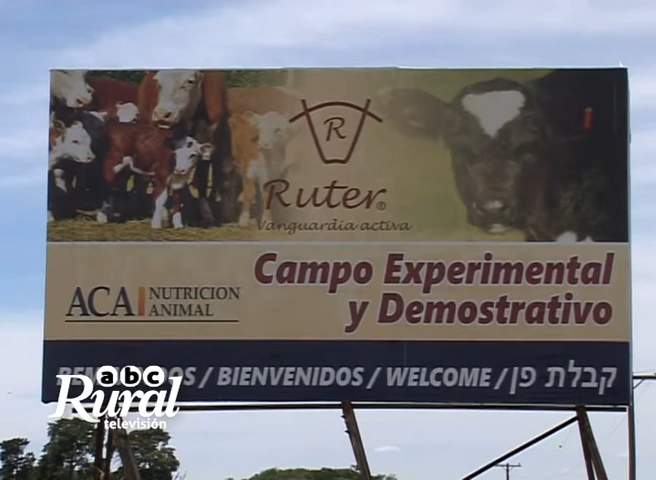 R
Ruter®
Vanguardia activa
ACA NUTRICION ANIMAL
Campo Experimental
y Demostrativo
/ BIENVENIDOS / WELCOME / קבלת פן
abc
Rural
televisión